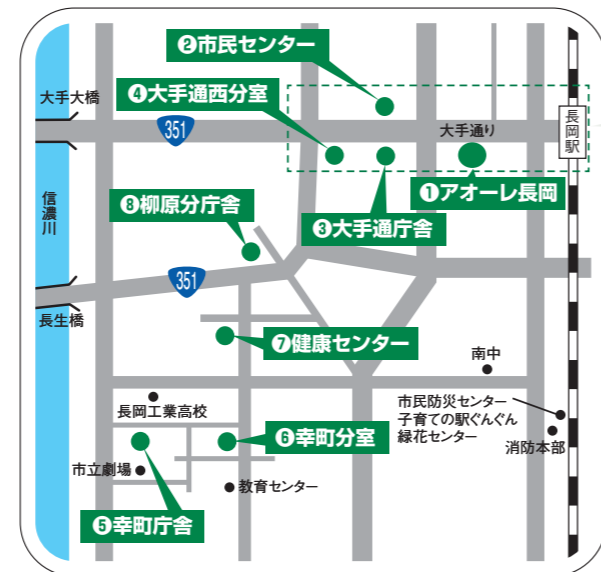 ❷市民センター
大手大橋
❹大手通西分室
351
大手通り
長岡駅
❶アオーレ長岡
信濃川
❽柳原分庁舎
❸大手通庁舎
351
長生橋
❼健康センター
南中
長岡工業高校
市民防災センター
子育ての駅ぐんぐん
緑花センター
消防本部
❻幸町分室
市立劇場
教育センター
❺幸町庁舎